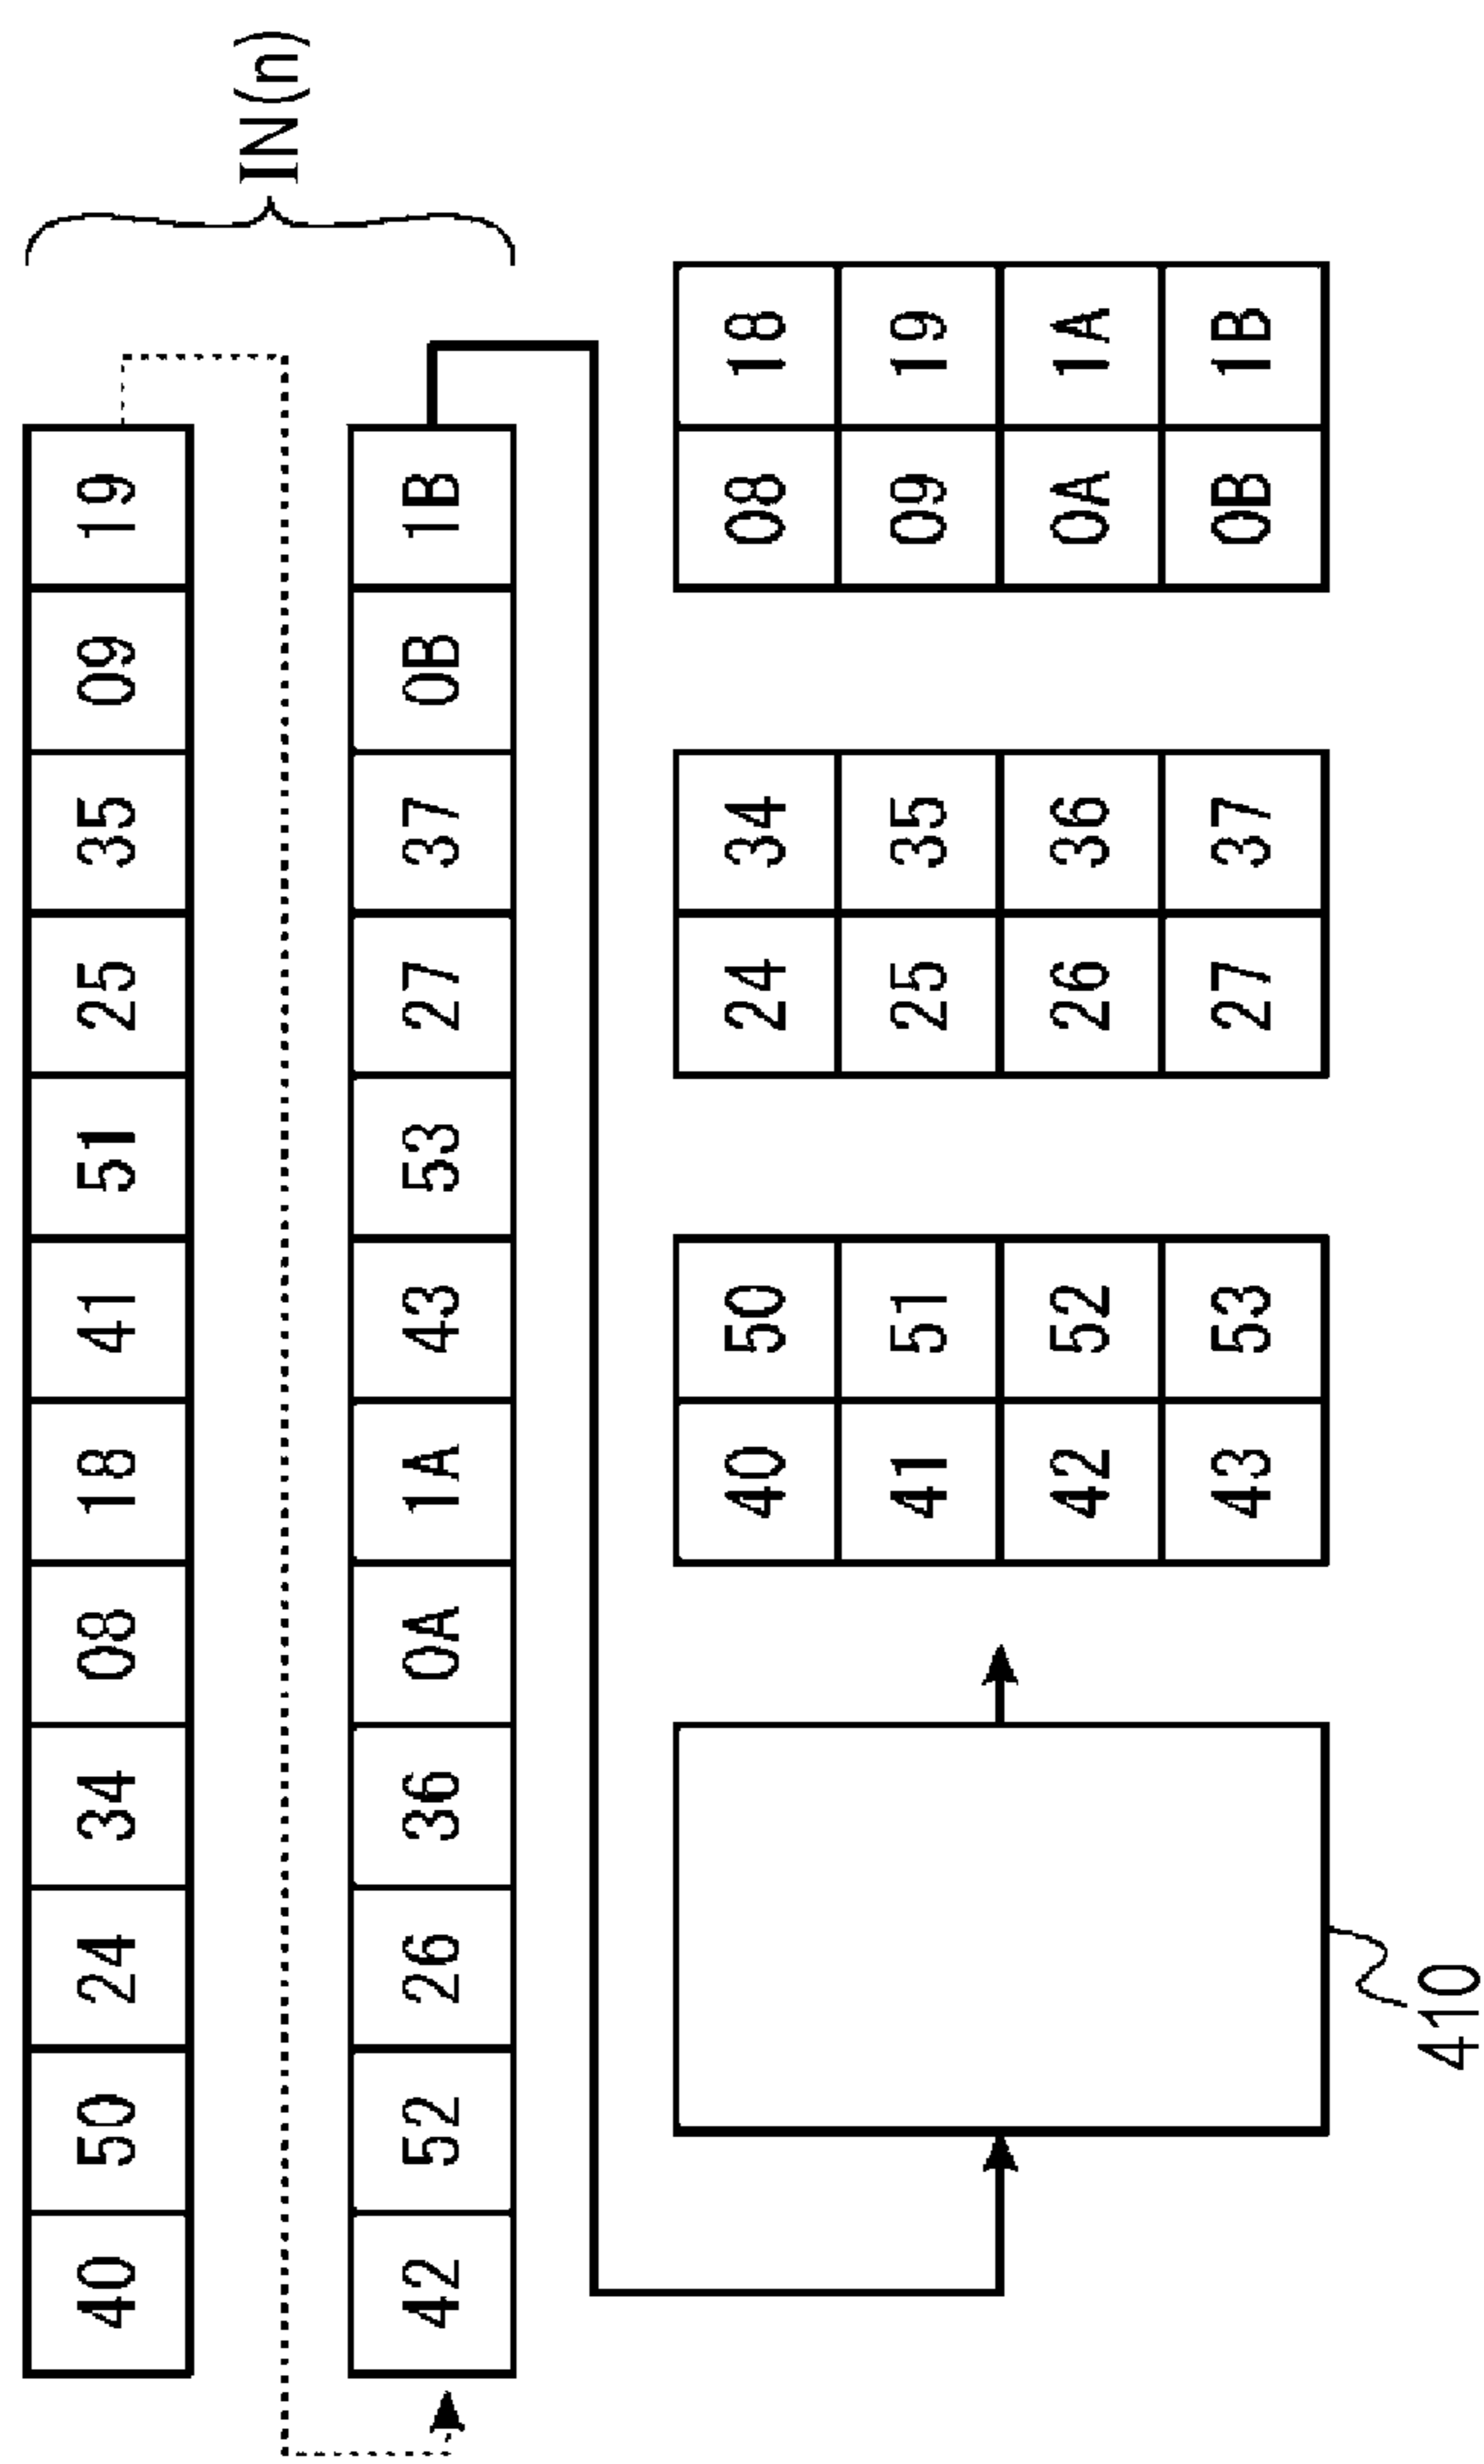 40 50 24 34 08 18 41 51 25 35 09 19
IN(n)
42 52 26 36 0A 1A 43 53 27 37 0B 1B
40 50 24 34 08 18
41 51 25 35 09 19
42 52 26 36 0A 1A
43 53 27 37 0B 1B
410